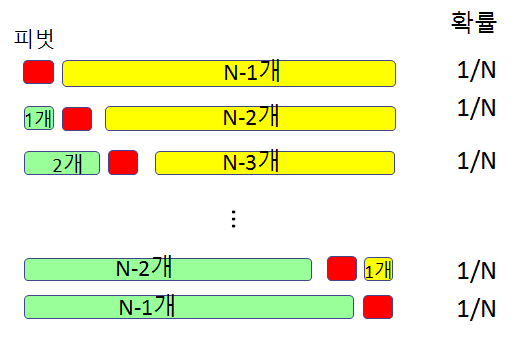 확률
피벗
N-1개 1/N
1개 N-2개 1/N
2개 N-3개 1/N
⋮
N-2개 1개 1/N
N-1개 1/N